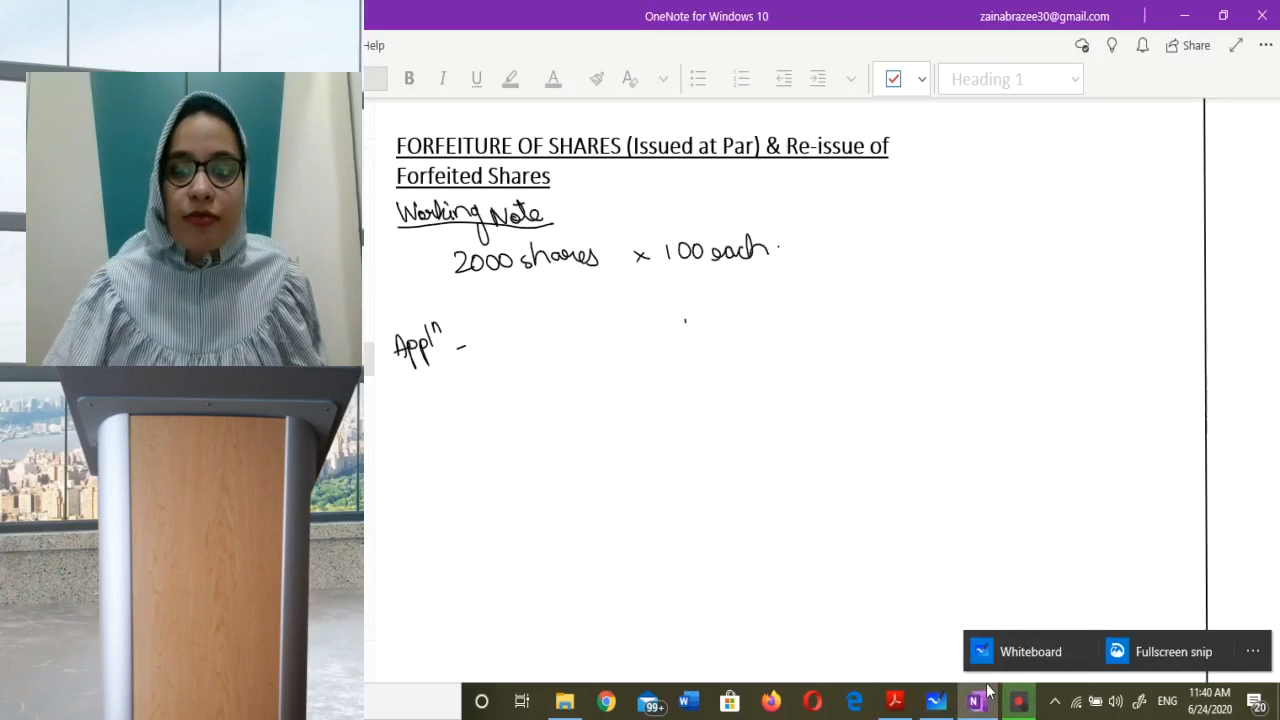 OneNote for Windows 10
zainabrazee30@gmail.com
Help
Share
B I U A A
Heading 1
FORFEITURE OF SHARES (Issued at Par) & Re-issue of
Forfeited Shares
Working Note
2000 shares × 100 each.
Applⁿ -
Whiteboard
Fullscreen snip
99+
W
N
ENG
11:40 AM
6/24/2020
20